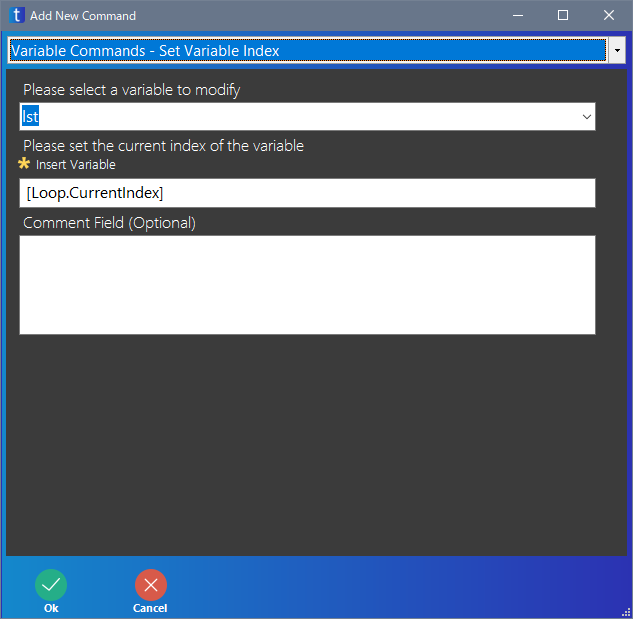 t Add New Command
Variable Commands - Set Variable Index
Please select a variable to modify
lst
Please set the current index of the variable
* Insert Variable
[Loop.CurrentIndex]
Comment Field (Optional)
Ok Cancel